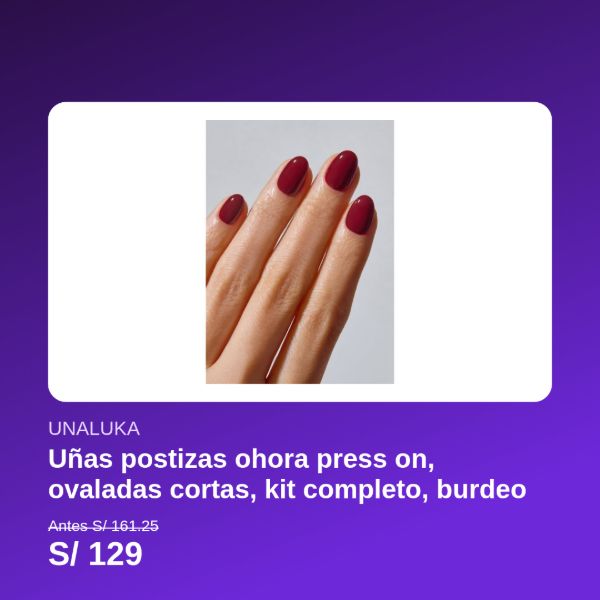 UNALUKA
Uñas postizas ohora press on,
ovaladas cortas, kit completo, burdeo
Antes S/ 161.25
S/ 129